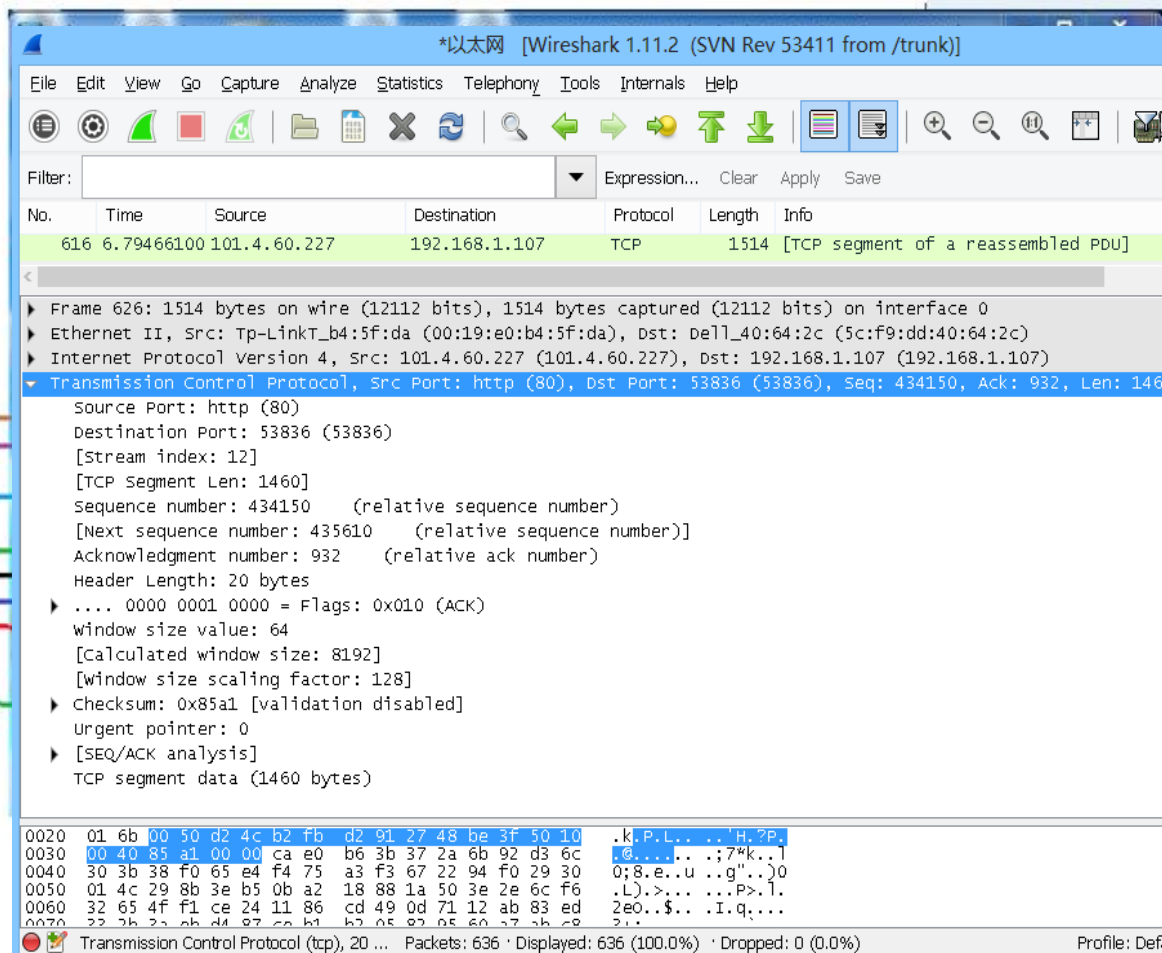 *以太网 [Wireshark 1.11.2 (SVN Rev 53411 from /trunk)]
File Edit View Go Capture Analyze Statistics Telephony Tools Internals Help
Filter: Expression... Clear Apply Save
No. Time Source Destination Protocol Length Info
616 6.79466100 101.4.60.227 192.168.1.107 TCP 1514 [TCP segment of a reassembled PDU]
Frame 626: 1514 bytes on wire (12112 bits), 1514 bytes captured (12112 bits) on interface 0
Ethernet II, Src: Tp-LinkT_b4:5f:da (00:19:e0:b4:5f:da), Dst: Dell_40:64:2c (5c:f9:dd:40:64:2c)
Internet Protocol Version 4, Src: 101.4.60.227 (101.4.60.227), Dst: 192.168.1.107 (192.168.1.107)
Transmission Control Protocol, Src Port: http (80), Dst Port: 53836 (53836), Seq: 434150, Ack: 932, Len: 146
Source Port: http (80)
Destination Port: 53836 (53836)
[Stream index: 12]
[TCP Segment Len: 1460]
Sequence number: 434150 (relative sequence number)
[Next sequence number: 435610 (relative sequence number)]
Acknowledgment number: 932 (relative ack number)
Header Length: 20 bytes
.... 0000 0001 0000 = Flags: 0x010 (ACK)
Window size value: 64
[Calculated window size: 8192]
[Window size scaling factor: 128]
Checksum: 0x85a1 [validation disabled]
Urgent pointer: 0
[SEQ/ACK analysis]
TCP segment data (1460 bytes)
0020 01 6b 00 50 d2 4c b2 fb d2 91 27 48 be 3f 50 10 .k.P.L.. ..'H.?P.
0030 00 40 85 a1 00 00 ca e0 b6 3b 37 2a 6b 92 d3 6c .@...... .;7*k..l
0040 30 3b 38 f0 65 e4 f4 75 a3 f3 67 22 94 f0 29 30 0;8.e..u ..g"..)0
0050 01 4c 29 8b 3e b5 0b a2 18 88 1a 50 3e 2e 6c f6 .L).>... ...P>.l.
0060 32 65 4f f1 ce 24 11 86 cd 49 0d 71 12 ab 83 ed 2eO..$.. .I.q....
Transmission Control Protocol (tcp), 20 ... Packets: 636 · Displayed: 636 (100.0%) · Dropped: 0 (0.0%) Profile: Def